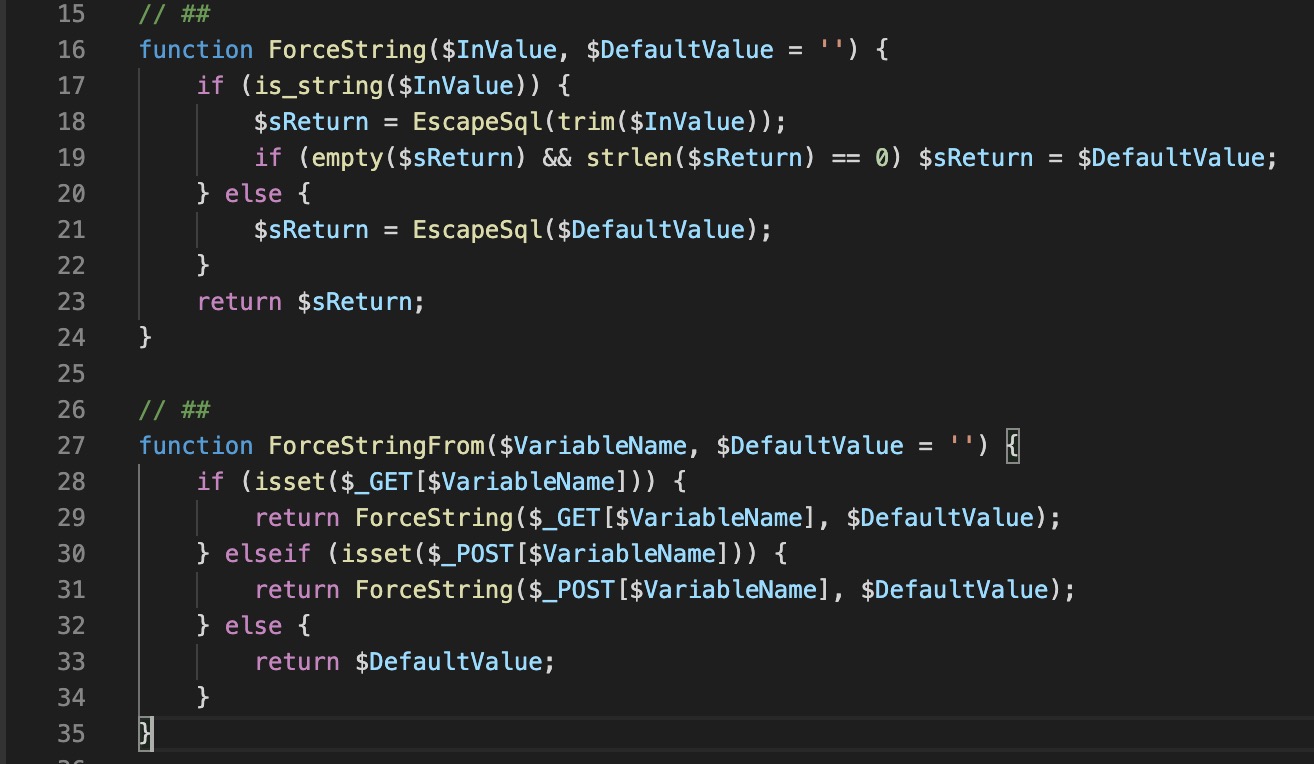 15 // ##
16 function ForceString($InValue, $DefaultValue = '') {
17 if (is_string($InValue)) {
18 $sReturn = EscapeSql(trim($InValue));
19 if (empty($sReturn) && strlen($sReturn) == 0) $sReturn = $DefaultValue;
20 } else {
21 $sReturn = EscapeSql($DefaultValue);
22 }
23 return $sReturn;
24 }
25
26 // ##
27 function ForceStringFrom($VariableName, $DefaultValue = '') {
28 if (isset($_GET[$VariableName])) {
29 return ForceString($_GET[$VariableName], $DefaultValue);
30 } elseif (isset($_POST[$VariableName])) {
31 return ForceString($_POST[$VariableName], $DefaultValue);
32 } else {
33 return $DefaultValue;
34 }
35 }